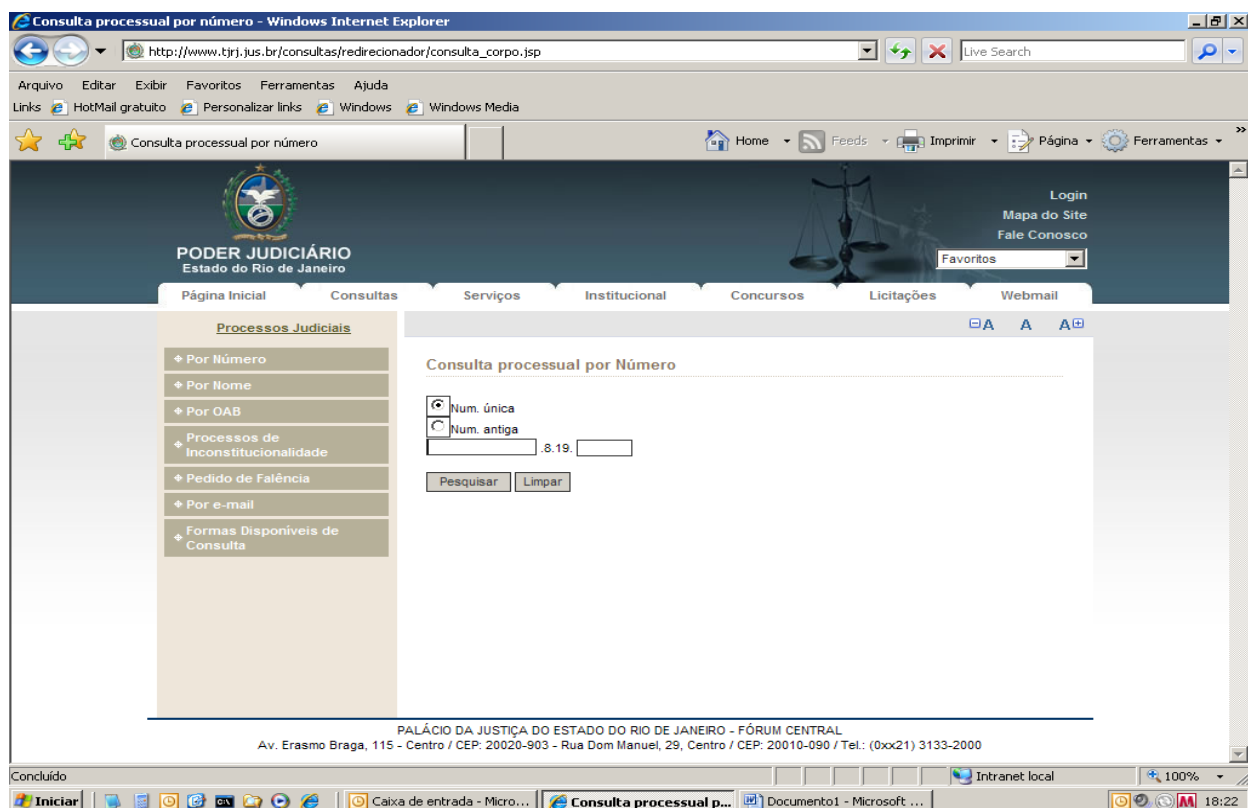 Consulta processual por número - Windows Internet Explorer
http://www.tjrj.jus.br/consultas/redirecionador/consulta_corpo.jsp
Live Search
Arquivo Editar Exibir Favoritos Ferramentas Ajuda
Links HotMail gratuito Personalizar links Windows Windows Media
Consulta processual por número
Home Feeds Imprimir Página Ferramentas »
Login
Mapa do Site
Fale Conosco
Favoritos
PODER JUDICIÁRIO
Estado do Rio de Janeiro
Página Inicial Consultas Serviços Institucional Concursos Licitações Webmail
Processos Judiciais
A A A
Por Número
Por Nome
Por OAB
Processos de
Inconstitucionalidade
Pedido de Falência
Por e-mail
Formas Disponíveis de
Consulta
Consulta processual por Número
Num. única
Num. antiga
.8.19.
Pesquisar Limpar
PALÁCIO DA JUSTIÇA DO ESTADO DO RIO DE JANEIRO - FÓRUM CENTRAL
Av. Erasmo Braga, 115 - Centro / CEP: 20020-903 - Rua Dom Manuel, 29, Centro / CEP: 20010-090 / Tel.: (0xx21) 3133-2000
Concluído Intranet local 100%
Iniciar Caixa de entrada - Micro... Consulta processual p... Documento1 - Microsoft ... 18:22